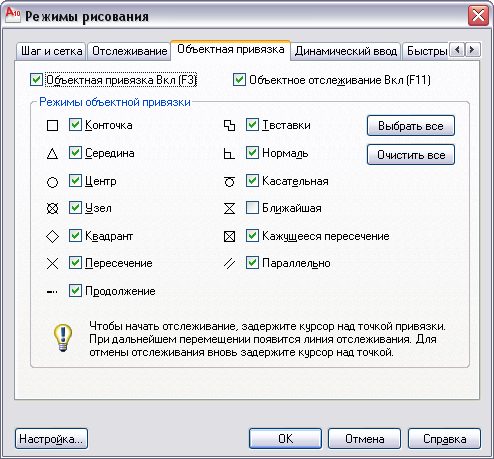 A10 Режимы рисования
Шаг и сетка Отслеживание Объектная привязка Динамический ввод Быстры
Объектная привязка Вкл (F3) Объектное отслеживание Вкл (F11)
Режимы объектной привязки
Конточка Твставки Выбрать все
Середина Нормаль Очистить все
Центр Касательная
Узел Ближайшая
Квадрант Кажущееся пересечение
Пересечение Параллельно
Продолжение
Чтобы начать отслеживание, задержите курсор над точкой привязки.
При дальнейшем перемещении появится линия отслеживания. Для
отмены отслеживания вновь задержите курсор над точкой.
Настройка... OK Отмена Справка